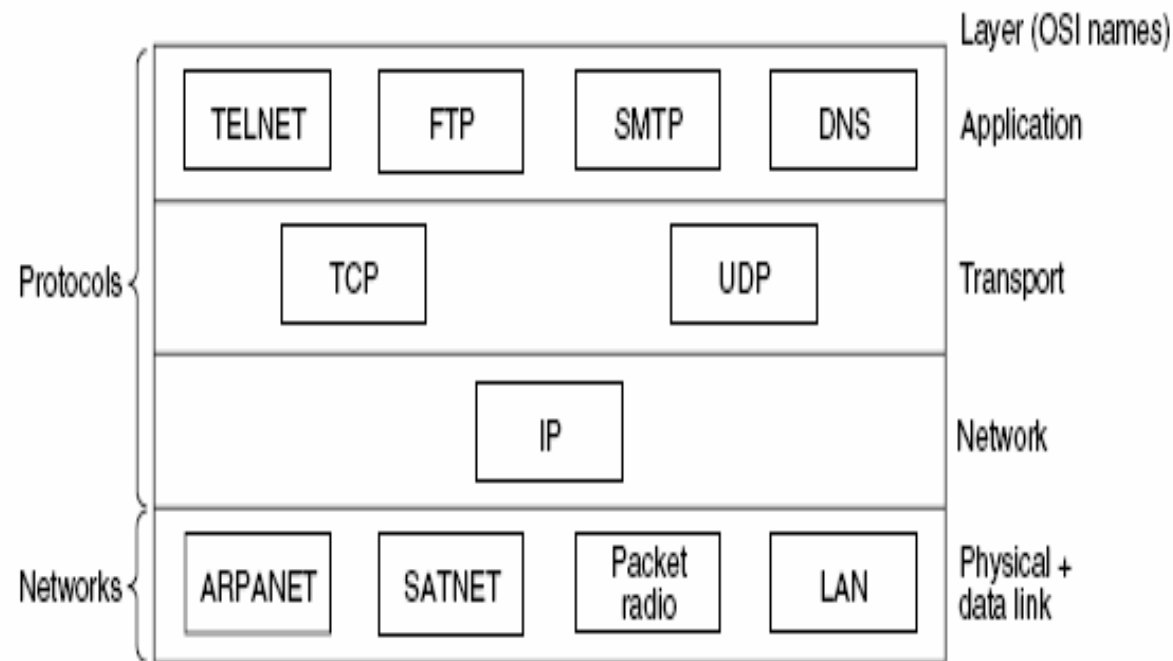 Layer (OSI names)
TELNET FTP SMTP DNS Application
Protocols TCP UDP Transport
IP Network
Networks ARPANET SATNET Packet radio LAN Physical + data link